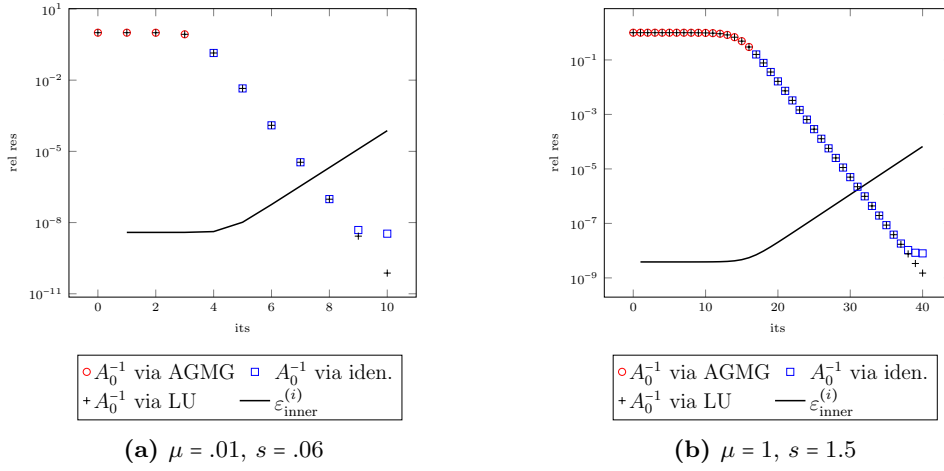 10^1
10^−2
10^−5
10^−8
10^−11
rel res
0 2 4 6 8 10
its
A_0^{−1} via AGMG A_0^{−1} via iden.
A_0^{−1} via LU ε_inner^{(i)}
(a) μ = .01, s = .06
10^−1
10^−3
10^−5
10^−7
10^−9
rel res
0 10 20 30 40
its
A_0^{−1} via AGMG A_0^{−1} via iden.
A_0^{−1} via LU ε_inner^{(i)}
(b) μ = 1, s = 1.5